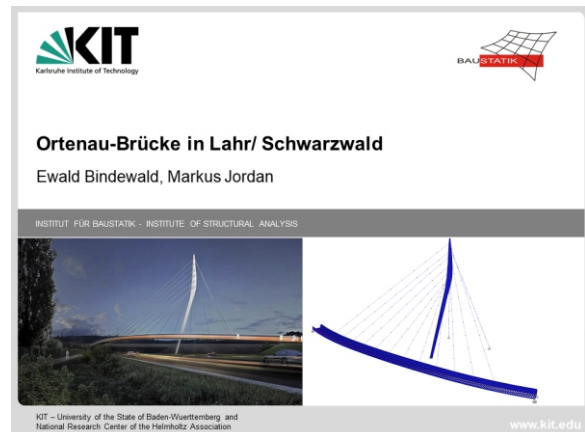 KIT
Karlsruhe Institute of Technology
BAUSTATIK
Ortenau-Brücke in Lahr/ Schwarzwald
Ewald Bindewald, Markus Jordan
INSTITUT FÜR BAUSTATIK - INSTITUTE OF STRUCTURAL ANALYSIS
KIT – University of the State of Baden-Wuerttemberg and
National Research Center of the Helmholtz Association
www.kit.edu